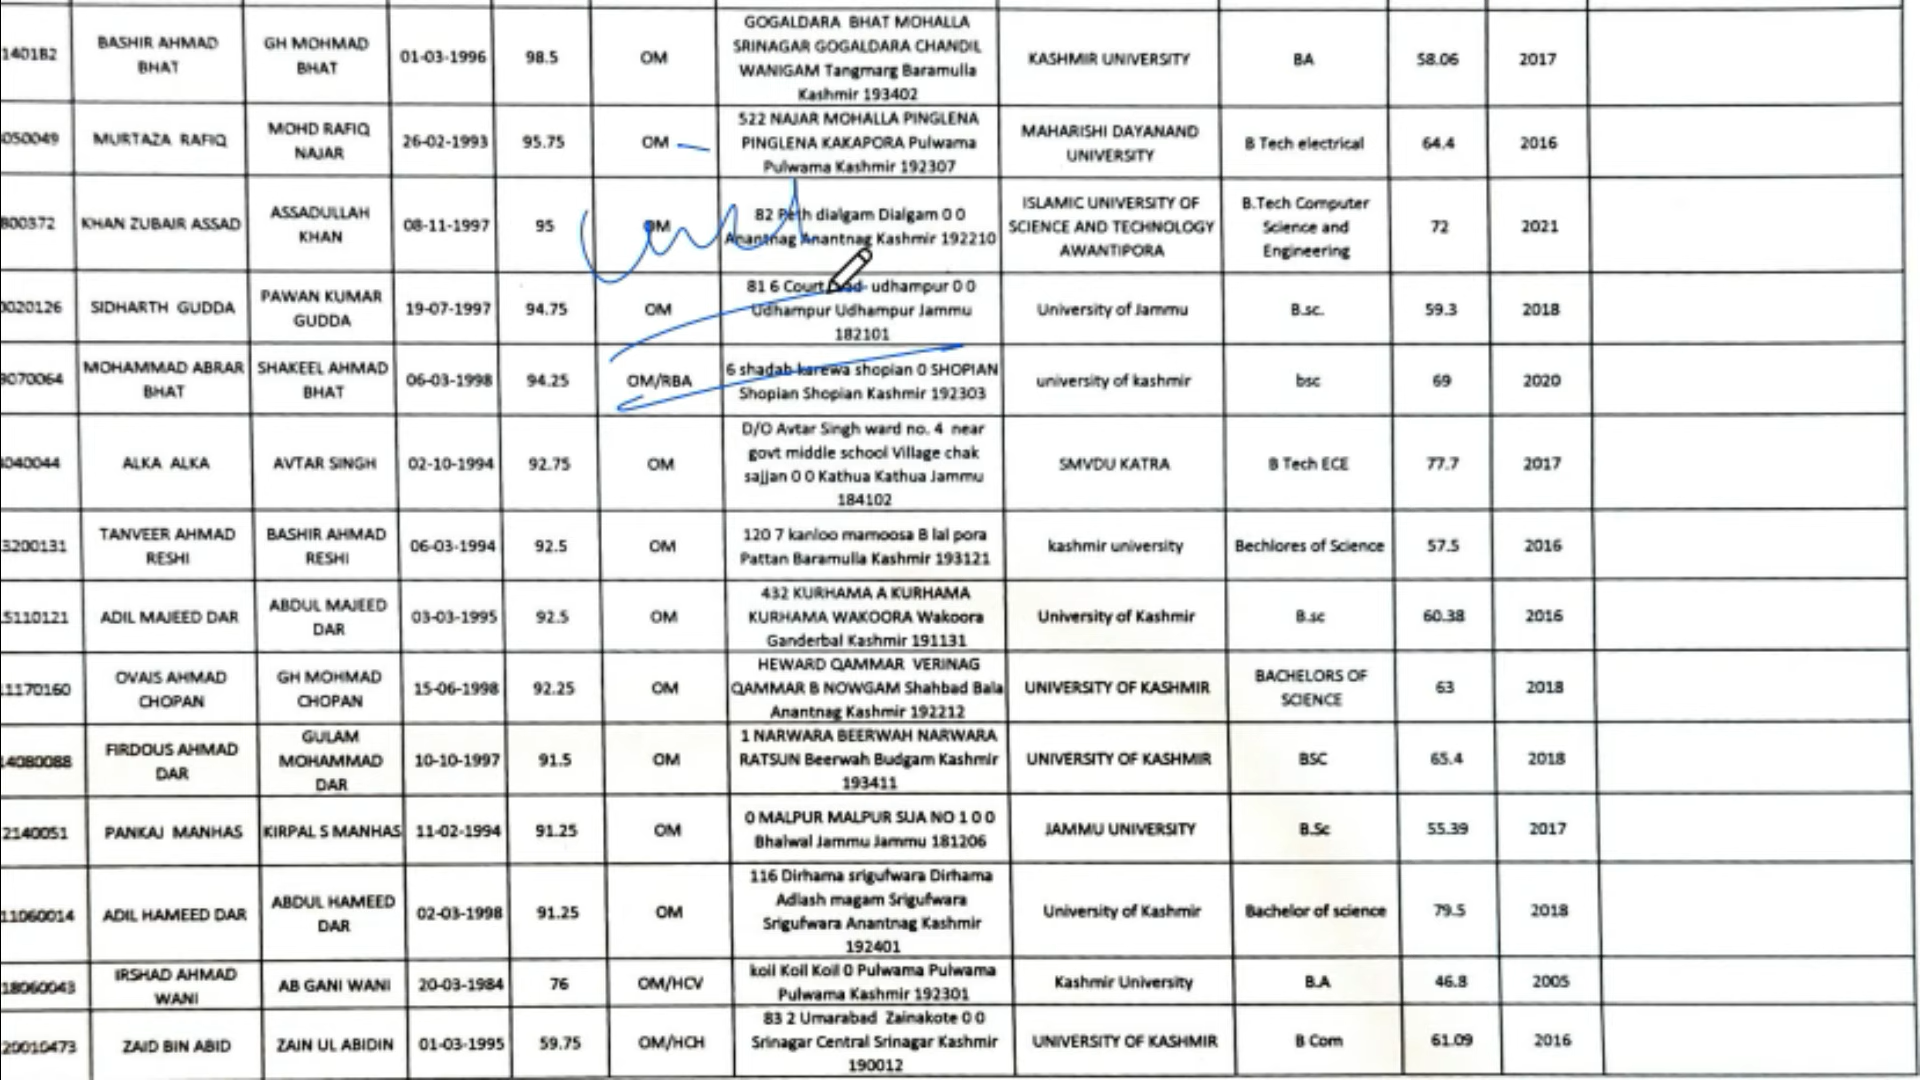 140182 BASHIR AHMAD BHAT GH MOHMAD BHAT 01-03-1996 98.5 OM GOGALDARA BHAT MOHALLA SRINAGAR GOGALDARA CHANDIL WANIGAM Tangmarg Baramulla Kashmir 193402 KASHMIR UNIVERSITY BA 58.06 2017
050049 MURTAZA RAFIQ MOHD RAFIQ NAJAR 26-02-1993 95.75 OM 522 NAJAR MOHALLA PINGLENA PINGLENA KAKAPORA Pulwama Pulwama Kashmir 192307 MAHARISHI DAYANAND UNIVERSITY B Tech electrical 64.4 2016
800372 KHAN ZUBAIR ASSAD ASSADULLAH KHAN 08-11-1997 95 OM 82 Peth dialgam Dialgam 0 0 Anantnag Anantnag Kashmir 192210 ISLAMIC UNIVERSITY OF SCIENCE AND TECHNOLOGY AWANTIPORA B.Tech Computer Science and Engineering 72 2021
0020126 SIDHARTH GUDDA PAWAN KUMAR GUDDA 19-07-1997 94.75 OM 81 6 Court udhampur 0 0 Udhampur Udhampur Jammu 182101 University of Jammu B.sc. 59.3 2018
3070064 MOHAMMAD ABRAR BHAT SHAKEEL AHMAD BHAT 06-03-1998 94.25 OM/RBA 6 shadab karewa shopian 0 SHOPIAN Shopian Shopian Kashmir 192303 university of kashmir bsc 69 2020
040044 ALKA ALKA AVTAR SINGH 02-10-1994 92.75 OM D/O Avtar Singh ward no. 4 near govt middle school Village chak sajjan 0 0 Kathua Kathua Jammu 184102 SMVDU KATRA B Tech ECE 77.7 2017
3200131 TANVEER AHMAD RESHI BASHIR AHMAD RESHI 06-03-1994 92.5 OM 120 7 kanloo mamoosa B lal pora Pattan Baramulla Kashmir 193121 kashmir university Bechlores of Science 57.5 2016
5110121 ADIL MAJEED DAR ABDUL MAJEED DAR 03-03-1995 92.5 OM 432 KURHAMA A KURHAMA KURHAMA WAKOORA Wakoora Ganderbal Kashmir 191131 University of Kashmir B.sc 60.38 2016
11170160 OVAIS AHMAD CHOPAN GH MOHMAD CHOPAN 15-06-1998 92.25 OM HEWARD QAMMAR VERINAG QAMMAR B NOWGAM Shahbad Bala Anantnag Kashmir 192212 UNIVERSITY OF KASHMIR BACHELORS OF SCIENCE 63 2018
14080088 FIRDOUS AHMAD DAR GULAM MOHAMMAD DAR 10-10-1997 91.5 OM 1 NARWARA BEERWAH NARWARA RATSUN Beerwah Budgam Kashmir 193411 UNIVERSITY OF KASHMIR BSC 65.4 2018
2140051 PANKAJ MANHAS KIRPAL S MANHAS 11-02-1994 91.25 OM 0 MALPUR MALPUR SUA NO 1 0 0 Bhalwal Jammu Jammu 181206 JAMMU UNIVERSITY B.Sc 55.39 2017
11060014 ADIL HAMEED DAR ABDUL HAMEED DAR 02-03-1998 91.25 OM 116 Dirhama srigufwara Dirhama Adlash magam Srigufwara Srigufwara Anantnag Kashmir 192401 University of Kashmir Bachelor of science 79.5 2018
18060043 IRSHAD AHMAD WANI AB GANI WANI 20-03-1984 76 OM/HCV koil Koil Koil 0 Pulwama Pulwama Pulwama Kashmir 192301 Kashmir University B.A 46.8 2005
20010473 ZAID BIN ABID ZAIN UL ABIDIN 01-03-1995 59.75 OM/HCH 83 2 Umarabad Zainakote 0 0 Srinagar Central Srinagar Kashmir 190012 UNIVERSITY OF KASHMIR B Com 61.09 2016